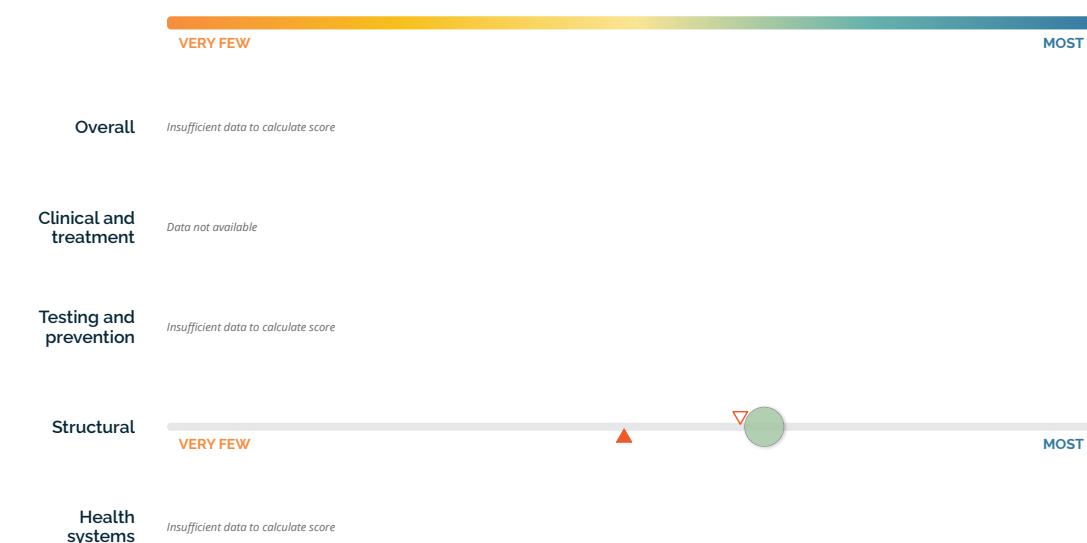 VERY FEW
MOST
Overall
Insufficient data to calculate score
Clinical and
treatment
Data not available
Testing and
prevention
Insufficient data to calculate score
Structural
VERY FEW
MOST
Health
systems
Insufficient data to calculate score